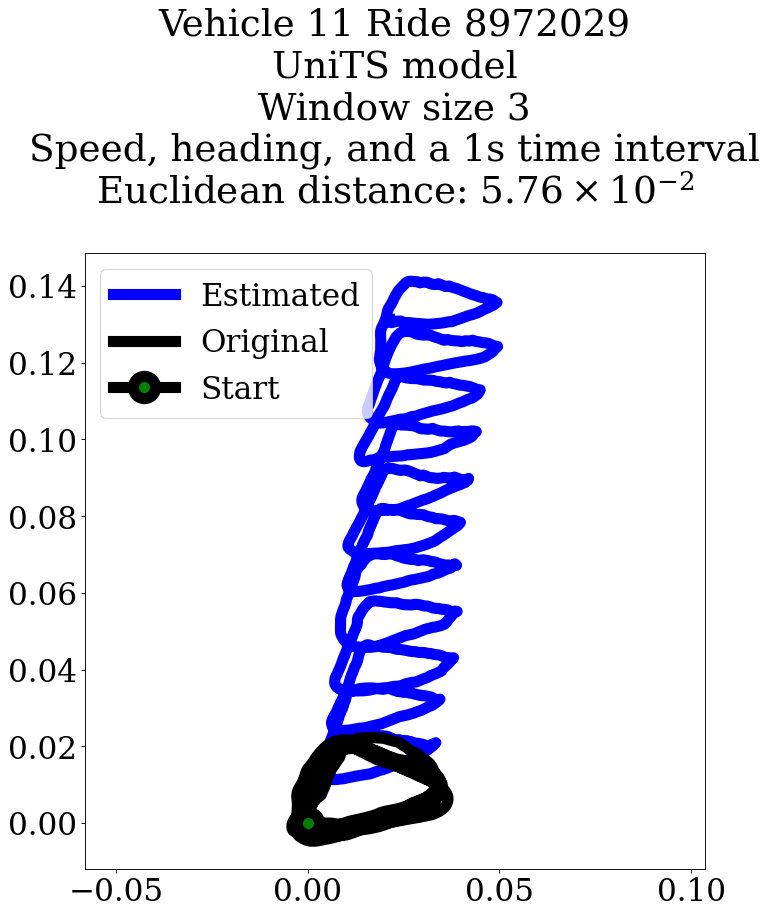 Vehicle 11 Ride 8972029
UniTS model
Window size 3
Speed, heading, and a 1s time interval
Euclidean distance: 5.76 × 10⁻²
Estimated
Original
Start
0.14
0.12
0.10
0.08
0.06
0.04
0.02
0.00
−0.05 0.00 0.05 0.10